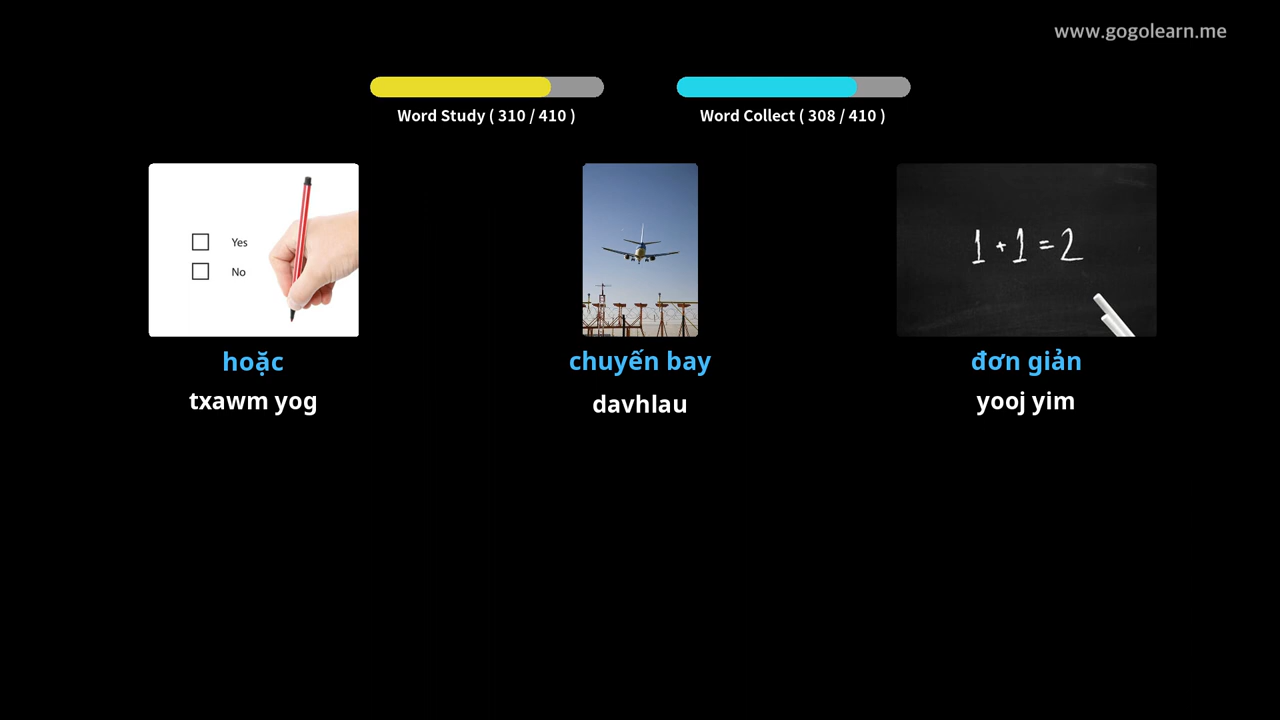 www.gogolearn.me
Word Study ( 310 / 410 )
Word Collect ( 308 / 410 )
Yes
No
1 + 1 = 2
hoặc
chuyến bay
đơn giản
txawm yog
davhlau
yooj yim